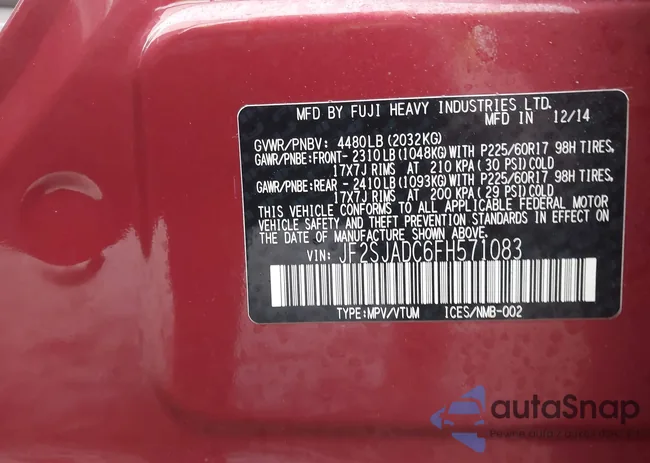 MFD BY FUJI HEAVY INDUSTRIES LTD.
MFD IN 12/14
GVWR/PNBV: 4480LB(2032KG)
GAWR/PNBE:FRONT- 2310LB(1048KG)WITH P225/60R17 98H TIRES,
17X7J RIMS AT 210 KPA(30 PSI)COLD
GAWR/PNBE:REAR -2410LB(1093KG)WITH P225/60R17 98H TIRES,
17X7J RIMS AT 200 KPA(29 PSI)COLD
THIS VEHICLE CONFORMS TO ALL APPLICABLE FEDERAL MOTOR
VEHICLE SAFETY AND THEFT PREVENTION STANDARDS IN EFFECT ON
THE DATE OF MANUFACTURE SHOWN ABOVE.
VIN: JF2SJADC6FH571083
TYPE:MPV/VTUM ICES/NMB-002
autaSnap